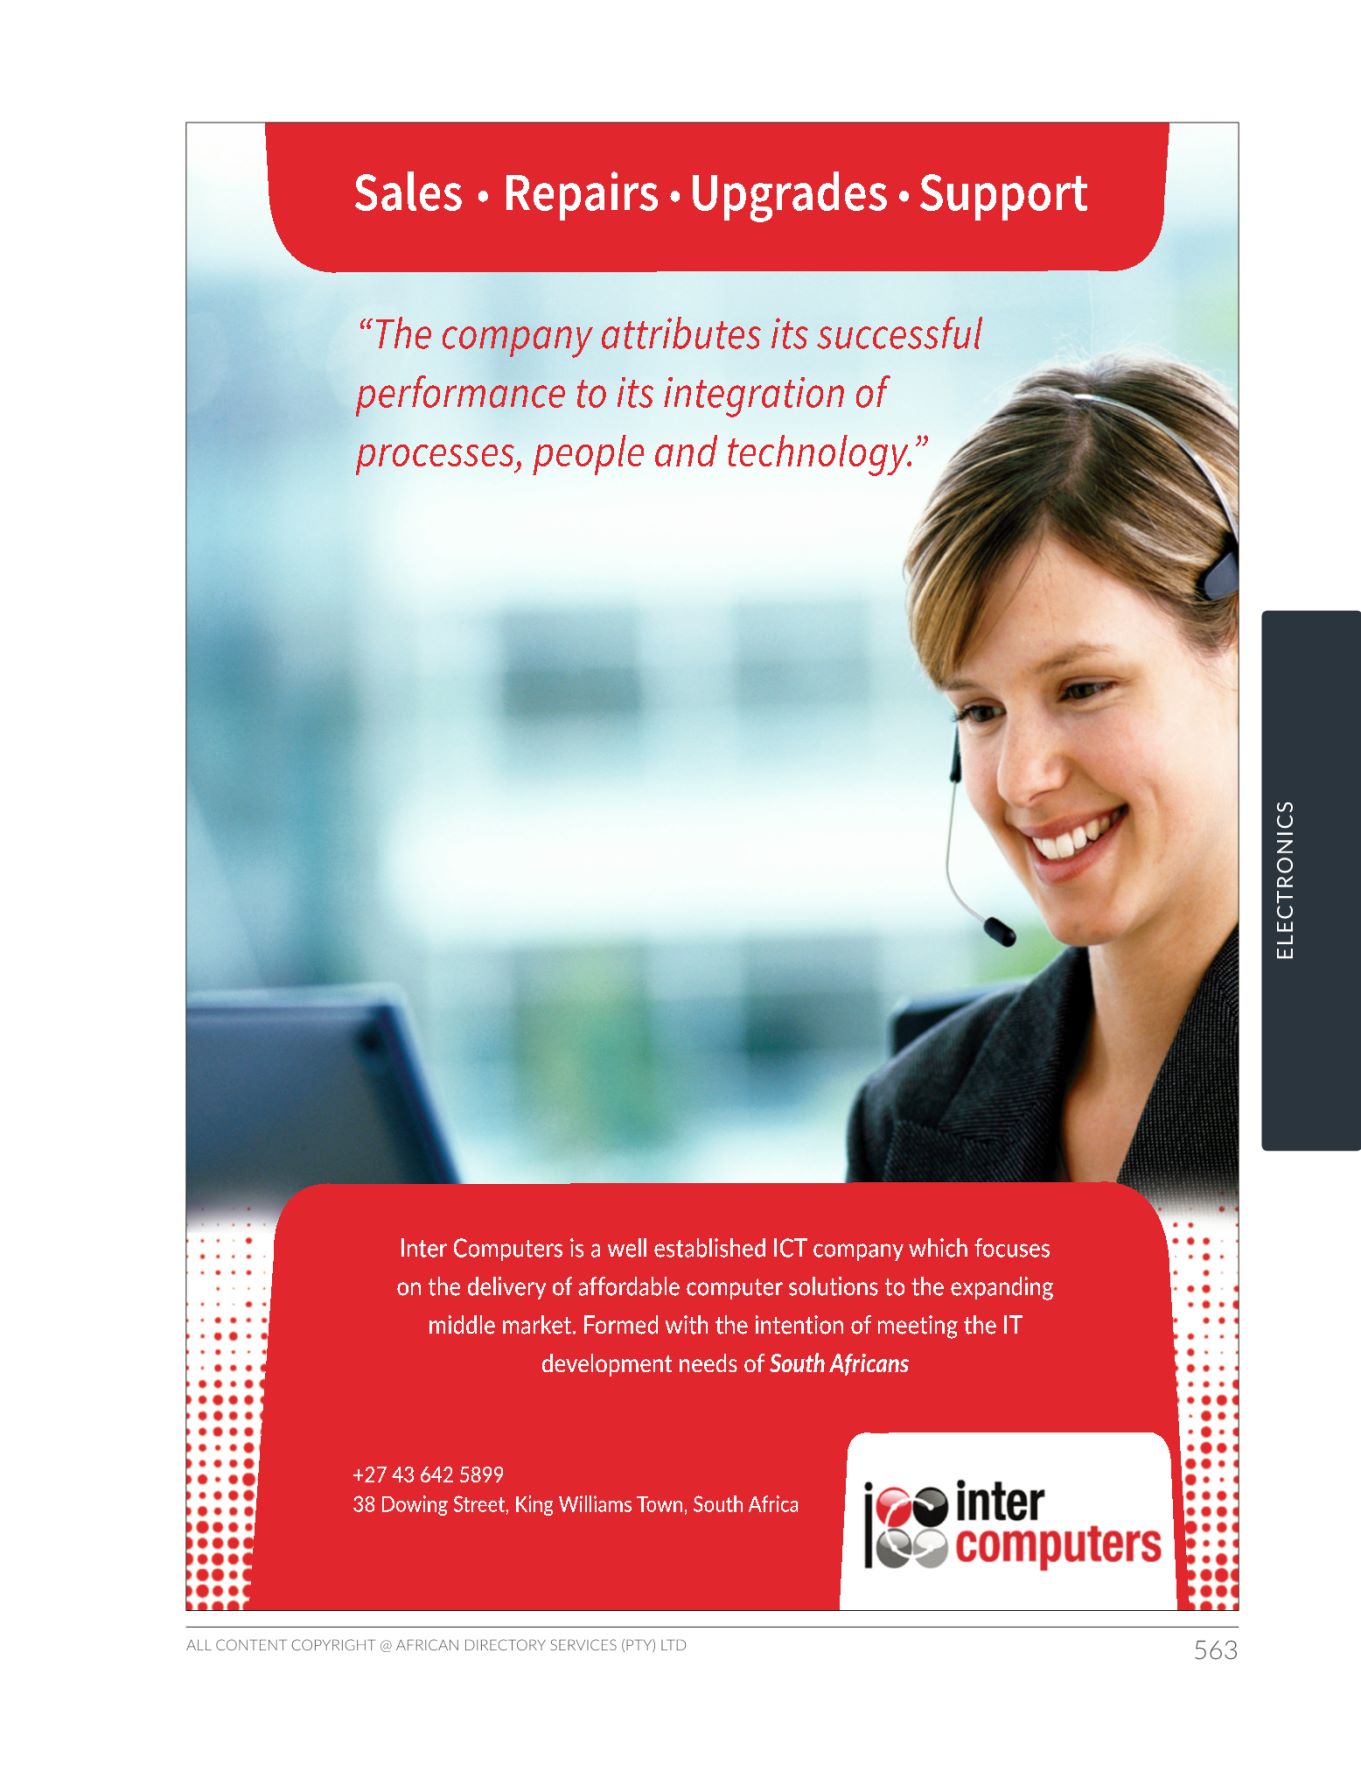 Sales • Repairs • Upgrades • Support
“The company attributes its successful
performance to its integration of
processes, people and technology.”
ELECTRONICS
Inter Computers is a well established ICT company which focuses
on the delivery of affordable computer solutions to the expanding
middle market. Formed with the intention of meeting the IT
development needs of South Africans
+27 43 642 5899
38 Dowing Street, King Williams Town, South Africa
inter
computers
ALL CONTENT COPYRIGHT @ AFRICAN DIRECTORY SERVICES (PTY) LTD
563